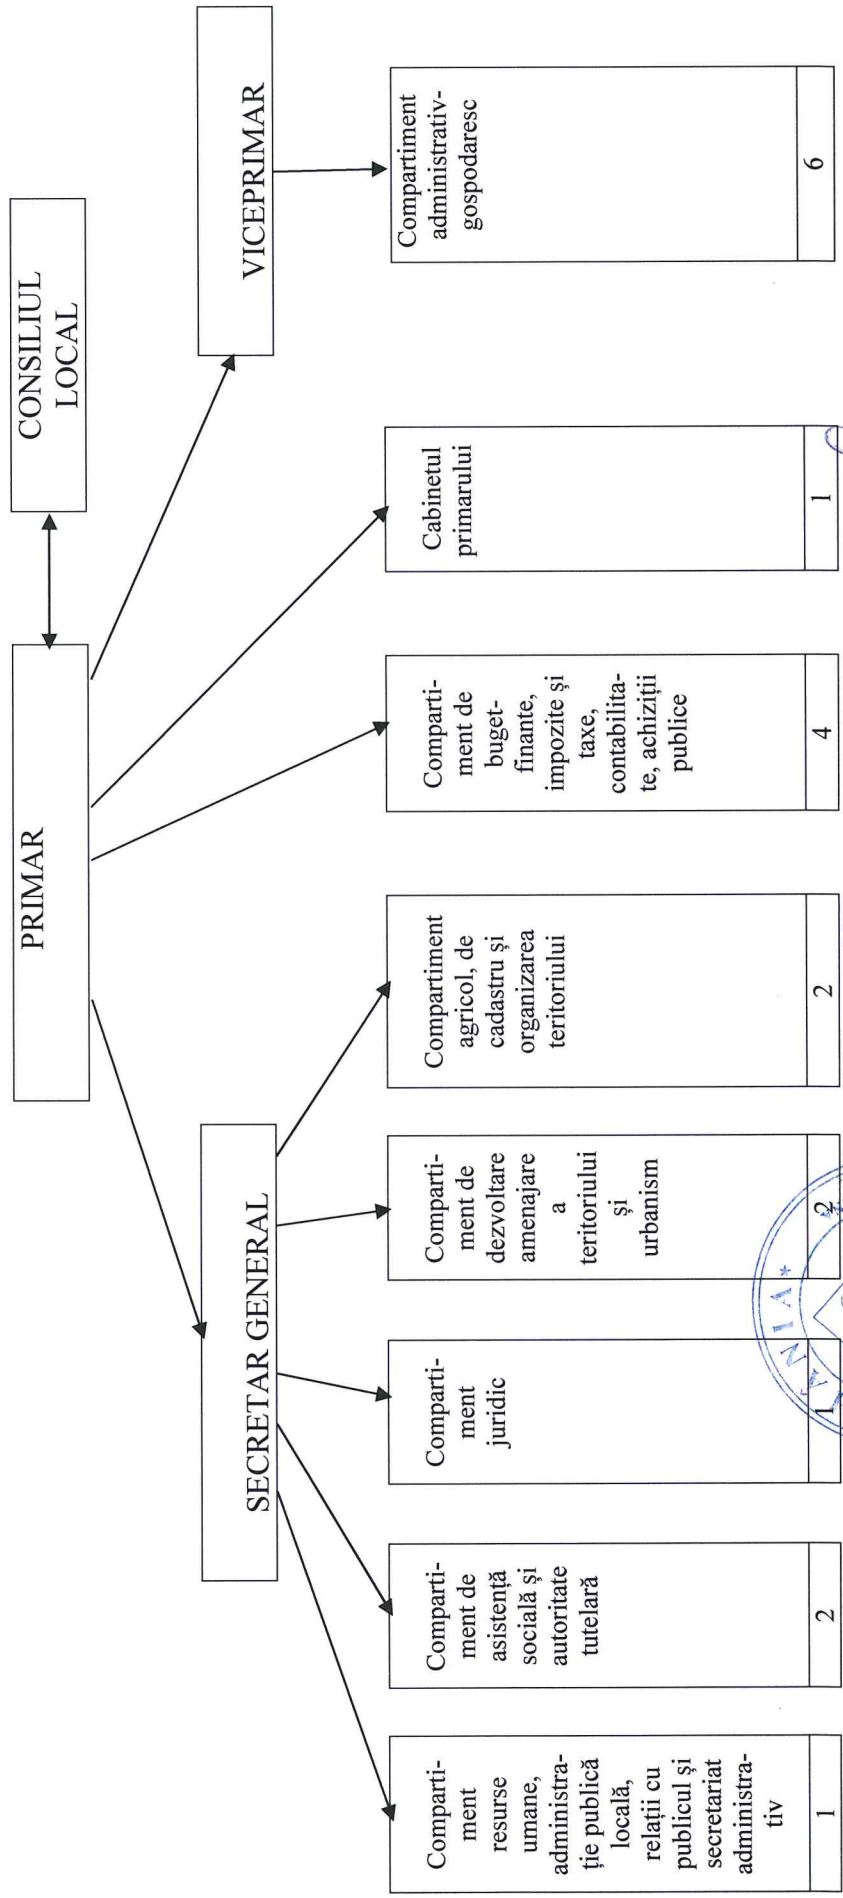 CONSILIUL
LOCAL
PRIMAR
VICEPRIMAR
SECRETAR GENERAL
Comparti-
ment
resurse
umane,
administra-
ție publică
locală,
relații cu
publicul și
secretariat
administra-
tiv
1
Comparti-
ment de
asistență
socială și
autoritate
tutelară
2
Comparti-
ment
juridic
1
Comparti-
ment de
dezvoltare
amenajare
a
teritoriului
și
urbanism
2
Compartiment
agricol, de
cadastru și
organizarea
teritoriului
2
Comparti-
ment de
buget-
finante,
impozite și
taxe,
contabilita-
te, achiziții
publice
4
Cabinetul
primarului
1
Compartiment
administrativ-
gospodaresc
6
ÂNIA*